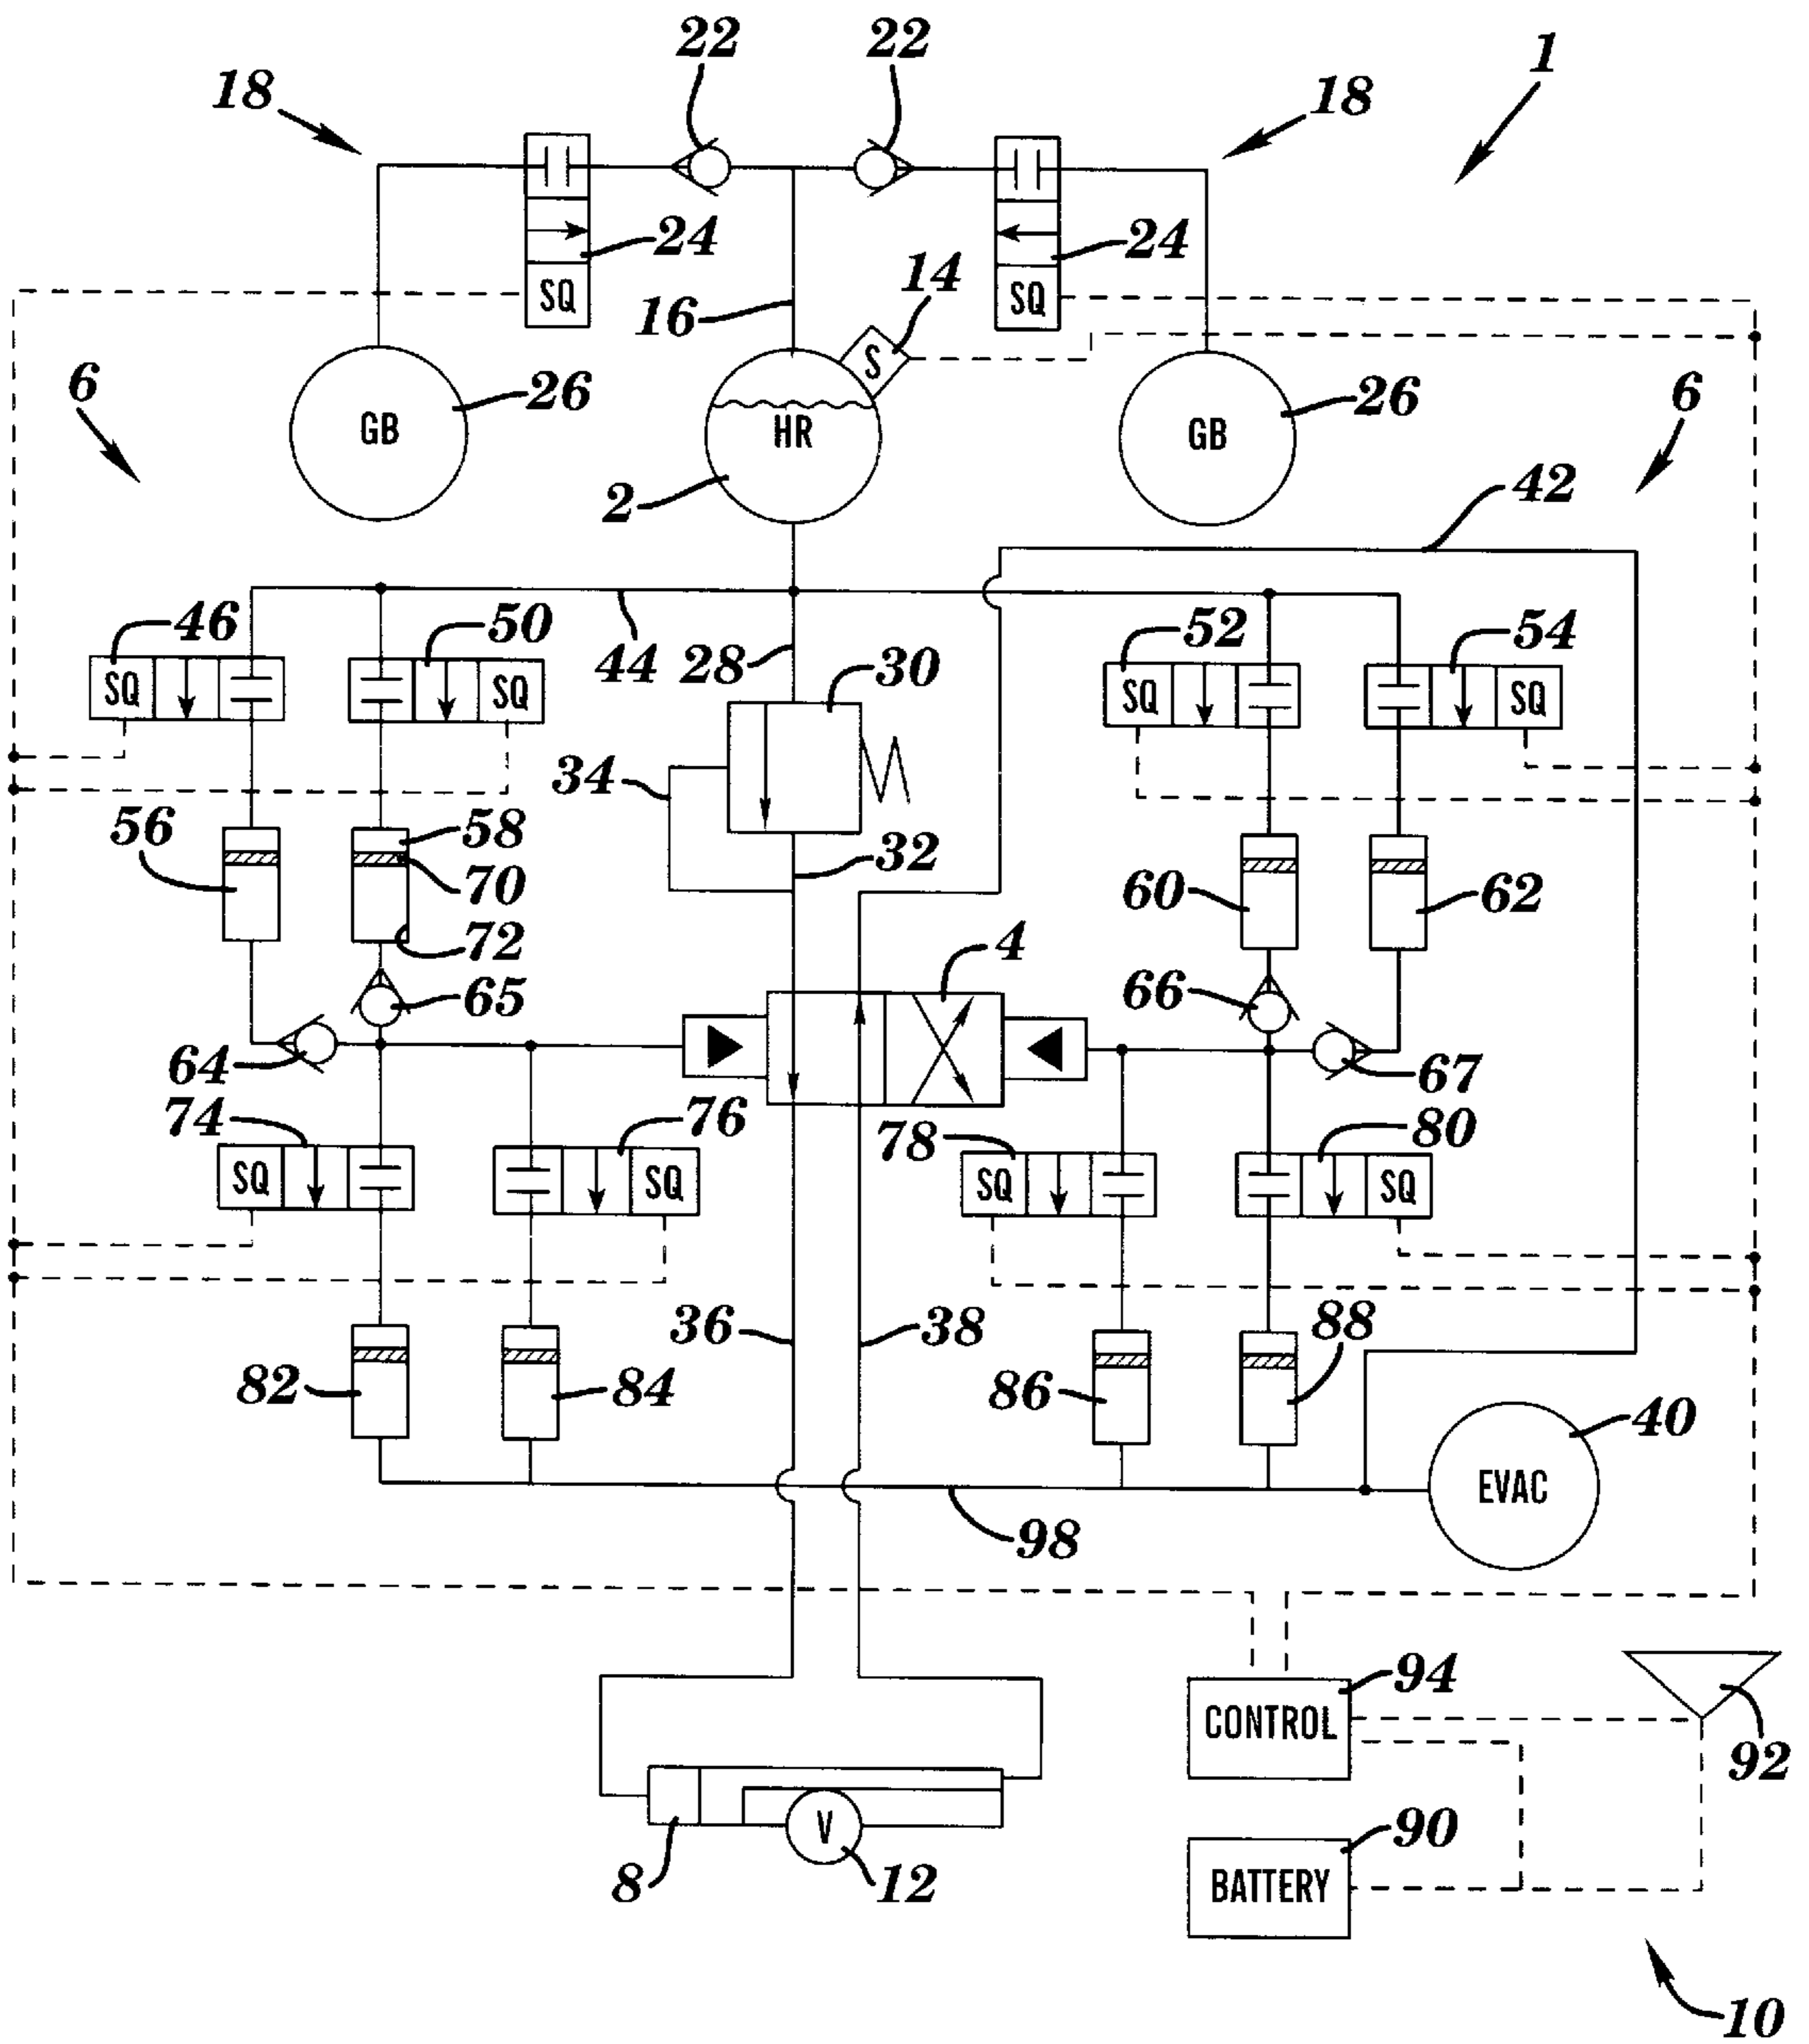 22 22 1
18 18
24 24
SQ SQ
14
16
S
6 26 26 6
GB HR GB
2 42
46 50 52 54
44 28 30
SQ SQ SQ SQ
34
56 58 32
70 60 62
72 4
65 66
64 67
74 76 78 80
SQ SQ SQ SQ
36 38 88
82 84 86 40
EVAC
98
94
CONTROL
92
90
V
8 12 BATTERY
10